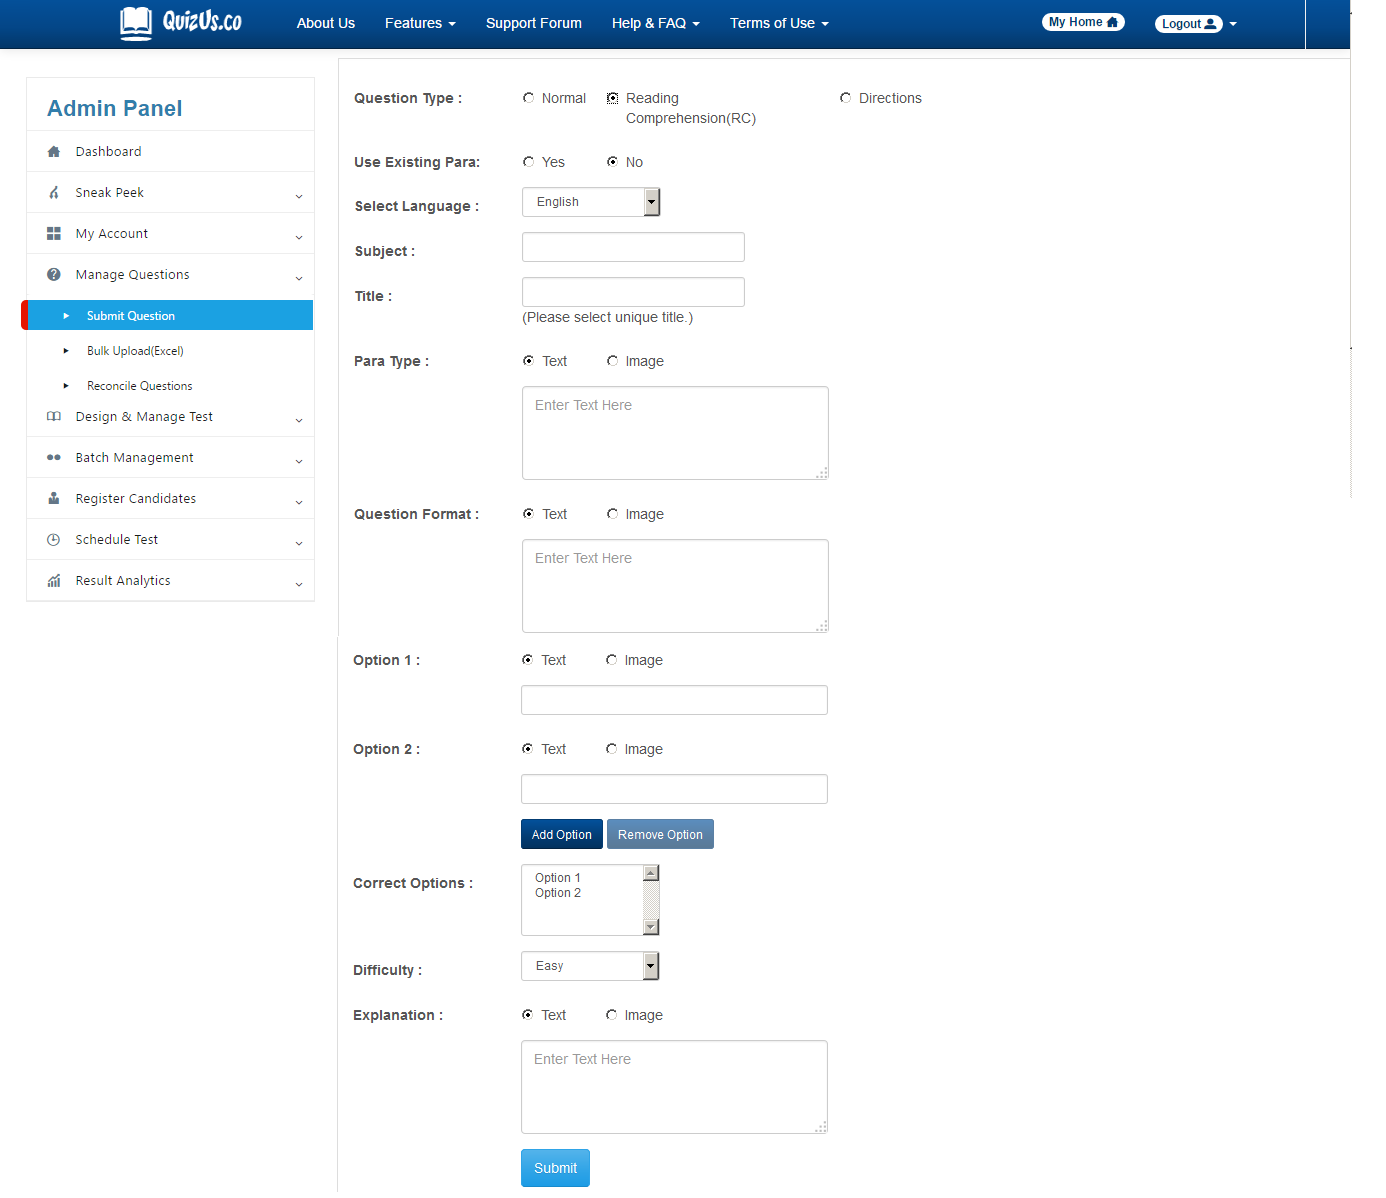 QuizUs.co
About Us Features Support Forum Help & FAQ Terms of Use My Home Logout
Admin Panel
Dashboard
Sneak Peek
My Account
Manage Questions
Submit Question
Bulk Upload(Excel)
Reconcile Questions
Design & Manage Test
Batch Management
Register Candidates
Schedule Test
Result Analytics
Question Type : Normal Reading Comprehension(RC) Directions
Use Existing Para: Yes No
Select Language : English
Subject :
Title :
(Please select unique title.)
Para Type : Text Image
Enter Text Here
Question Format : Text Image
Enter Text Here
Option 1 : Text Image
Option 2 : Text Image
Add Option Remove Option
Correct Options : Option 1
Option 2
Difficulty : Easy
Explanation : Text Image
Enter Text Here
Submit